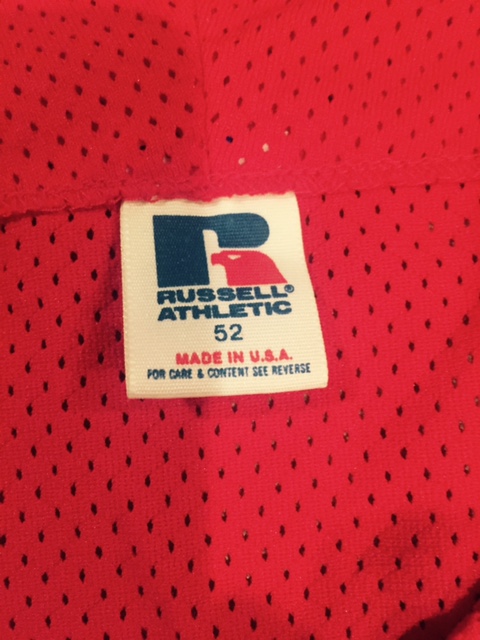 R
RUSSELL®
ATHLETIC
52
MADE IN U.S.A.
FOR CARE & CONTENT SEE REVERSE